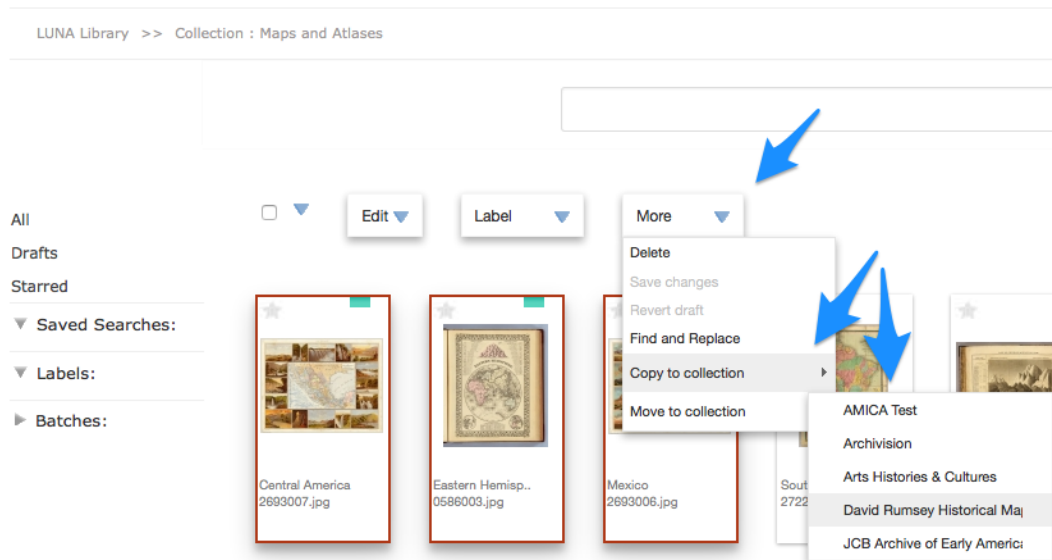 LUNA Library >> Collection : Maps and Atlases
Edit
Label
More
All
Drafts
Starred
Saved Searches:
Labels:
Batches:
Delete
Save changes
Revert draft
Find and Replace
Copy to collection
Move to collection
AMICA Test
Archivision
Arts Histories & Cultures
David Rumsey Historical Ma
JCB Archive of Early America
Central America
2693007.jpg
Eastern Hemisp..
0586003.jpg
Mexico
2693006.jpg
Sout
2722